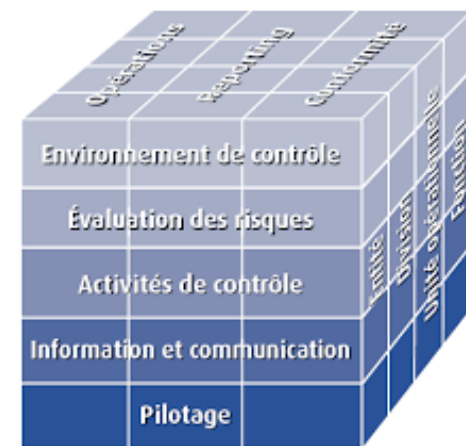 Opérations
Reporting
Conformité
Environnement de contrôle
Évaluation des risques
Activités de contrôle
Information et communication
Pilotage
Entité
Division
Unité opérationnelle
Fonction